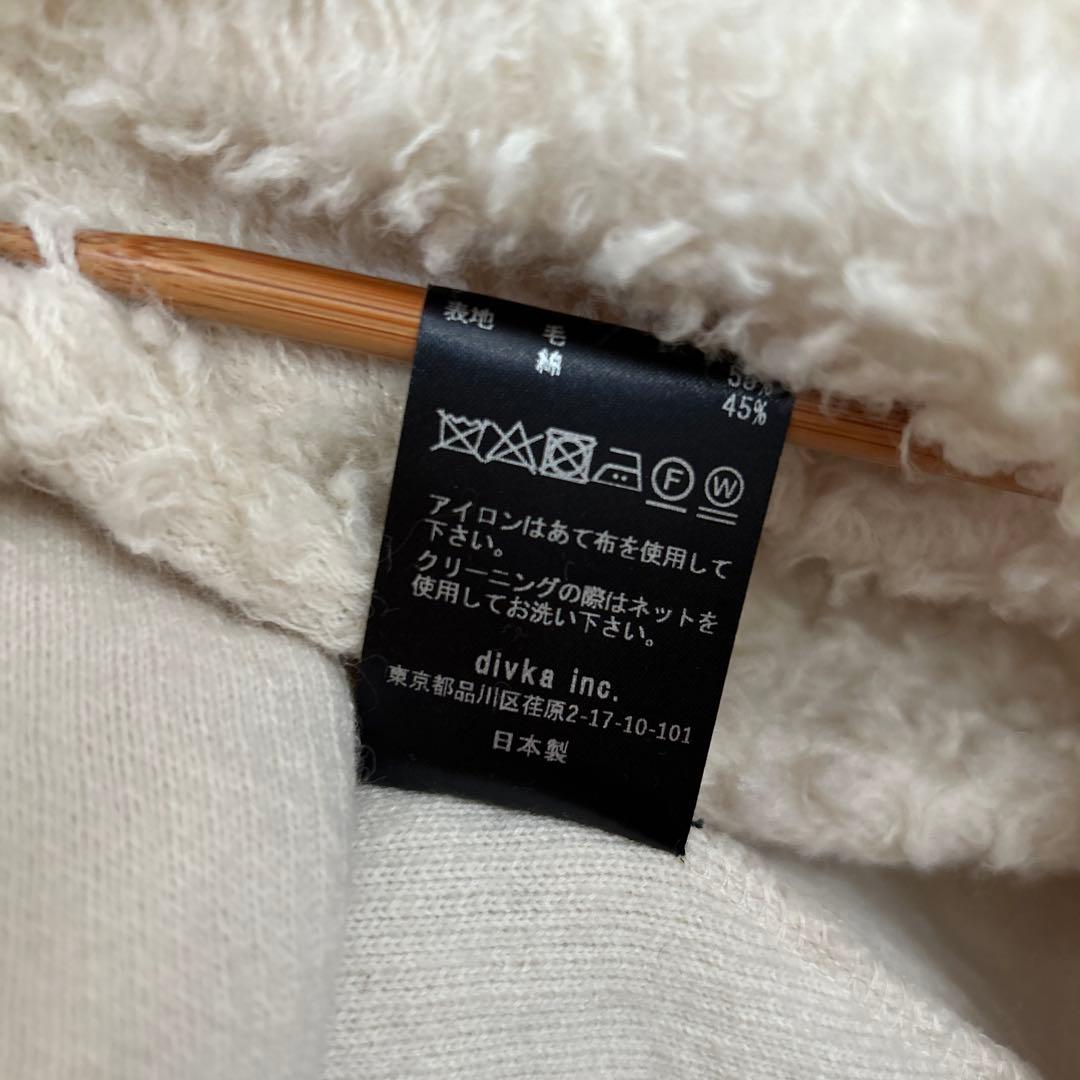 表地 毛
綿 45%
F W
アイロンはあて布を使用して
下さい。
クリーニングの際はネットを
使用してお洗い下さい。
divka inc.
東京都品川区荏原2-17-10-101
日本製